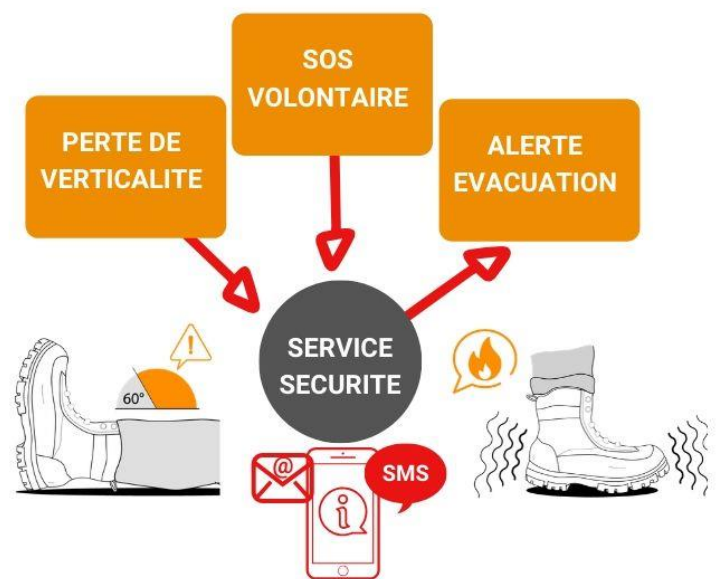 SOS
VOLONTAIRE
PERTE DE
VERTICALITE
ALERTE
EVACUATION
SERVICE
SECURITE
!
60°
@
SMS
i